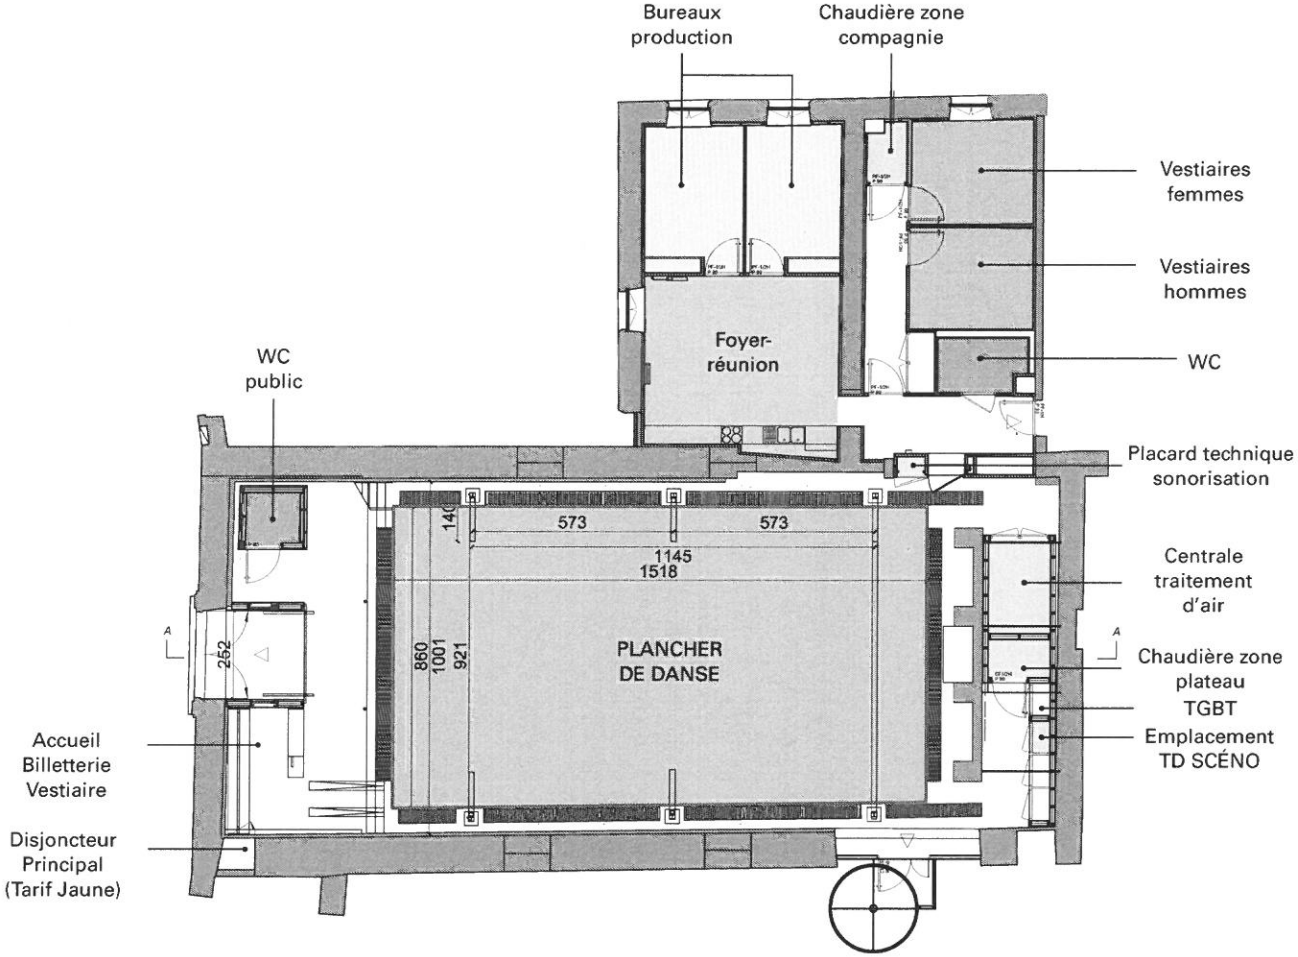 Bureaux
production
Chaudière zone
compagnie
Vestiaires
femmes
Vestiaires
hommes
WC
Foyer-
réunion
WC
public
Placard technique
sonorisation
140
573
573
1145
1518
Centrale
traitement
d'air
A
252
860
1001
921
PLANCHER
DE DANSE
A
Chaudière zone
plateau
TGBT
Emplacement
TD SCÉNO
Accueil
Billetterie
Vestiaire
Disjoncteur
Principal
(Tarif Jaune)